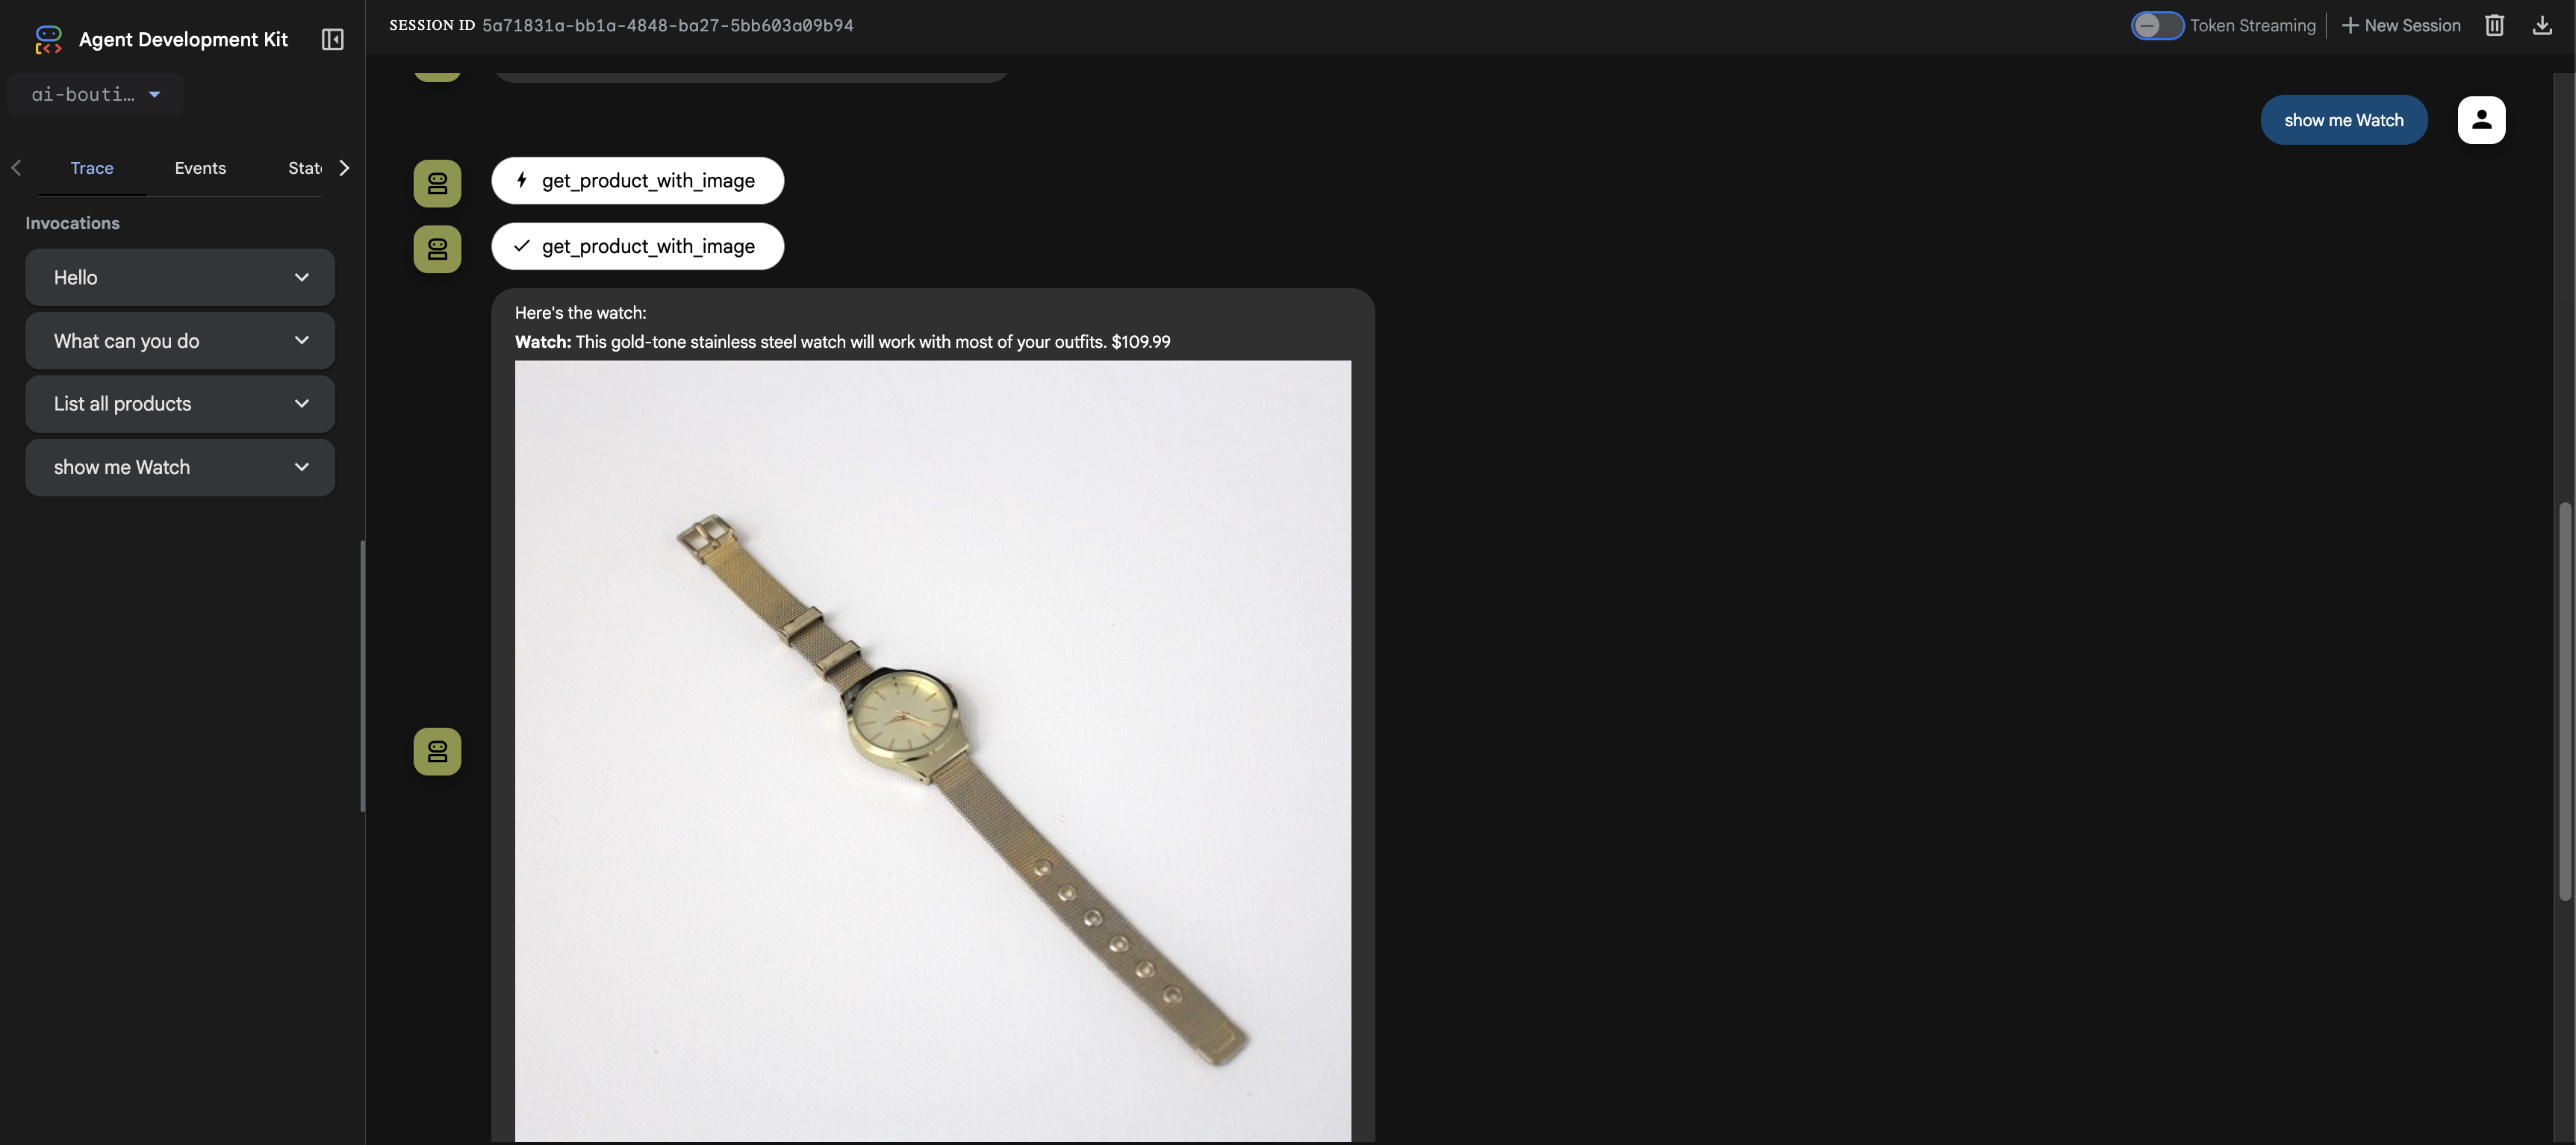 Agent Development Kit
SESSION ID 5a71831a-bb1a-4848-ba27-5bb603a09b94
Token Streaming
New Session
ai-bouti...
Trace
Events
State
Invocations
Hello
What can you do
List all products
show me Watch
show me Watch
get_product_with_image
get_product_with_image
Here's the watch:
Watch: This gold-tone stainless steel watch will work with most of your outfits. $109.99